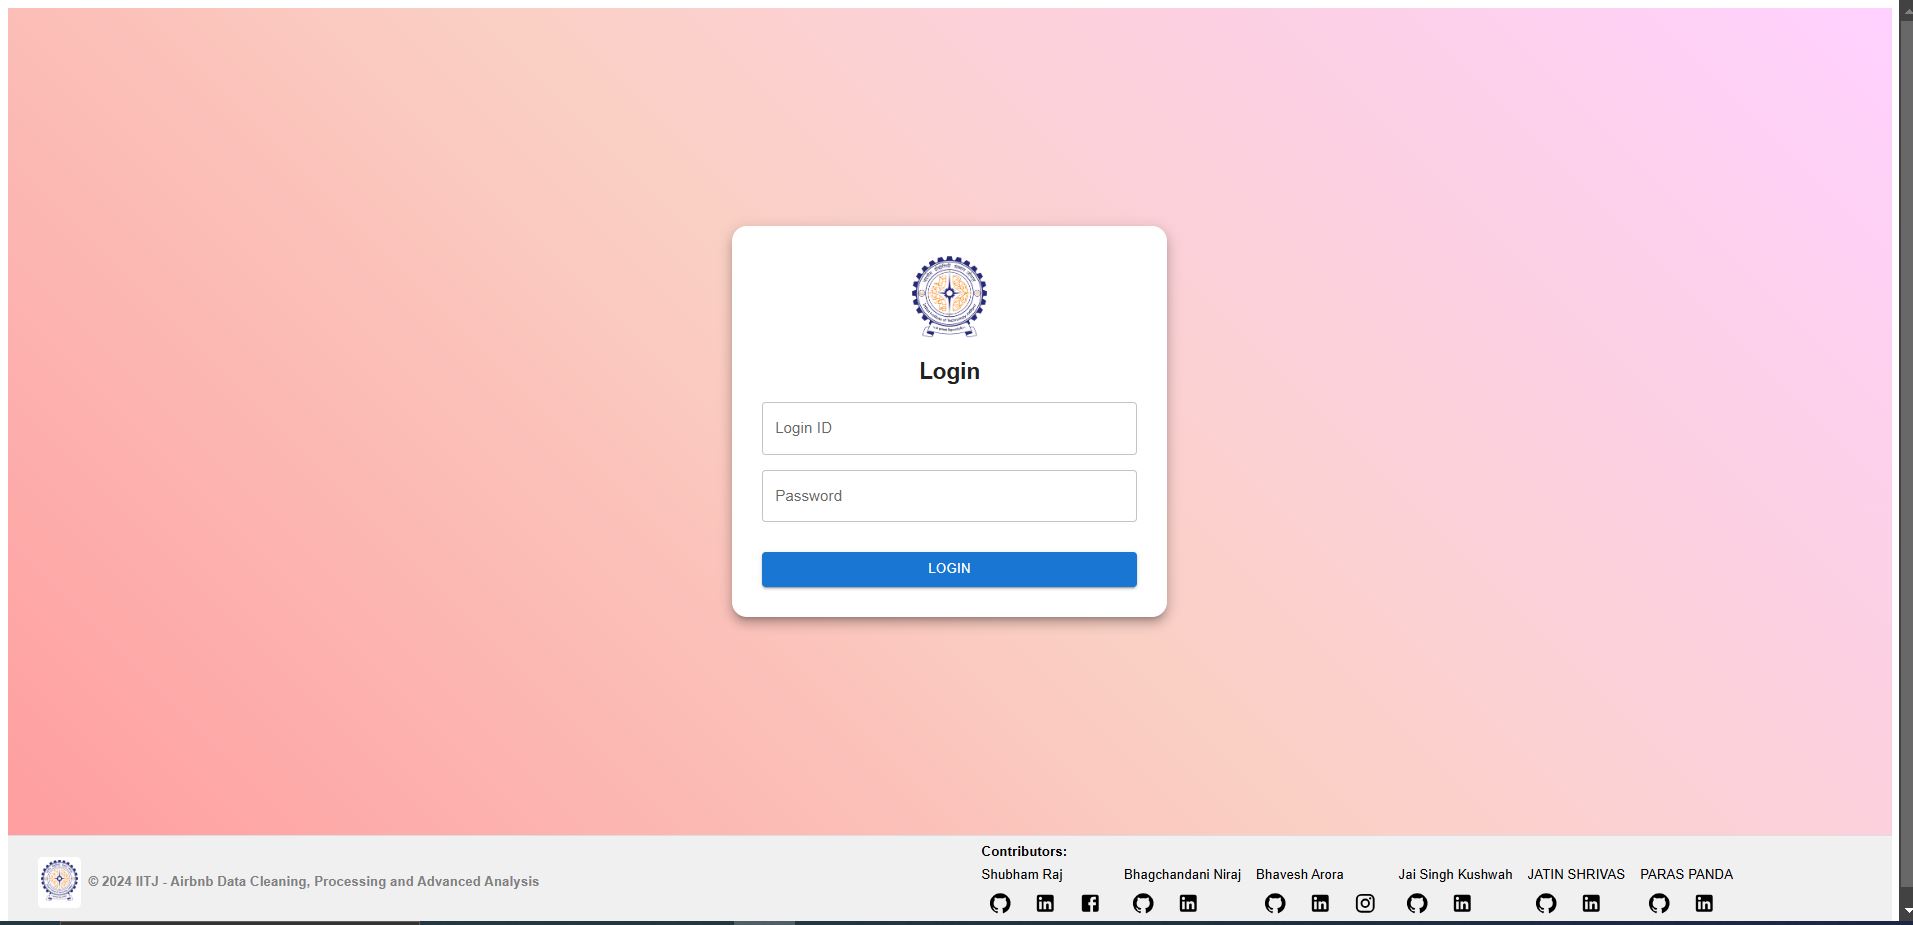 Login
Login ID
Password
LOGIN
© 2024 IITJ - Airbnb Data Cleaning, Processing and Advanced Analysis
Contributors:
Shubham Raj
Bhagchandani Niraj
Bhavesh Arora
Jai Singh Kushwah
JATIN SHRIVAS
PARAS PANDA